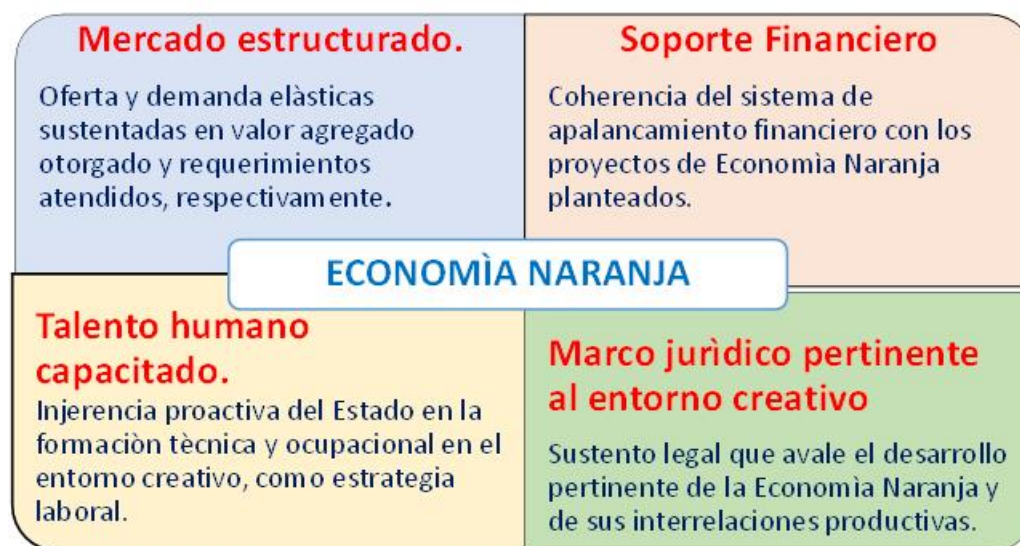 Mercado estructurado.
Oferta y demanda elàsticas
sustentadas en valor agregado
otorgado y requerimientos
atendidos, respectivamente.
Soporte Financiero
Coherencia del sistema de
apalancamiento financiero con los
proyectos de Economìa Naranja
planteados.
ECONOMÌA NARANJA
Talento humano
capacitado.
Injerencia proactiva del Estado en la
formaciòn tècnica y ocupacional en el
entorno creativo, como estrategia
laboral.
Marco jurìdico pertinente
al entorno creativo
Sustento legal que avale el desarrollo
pertinente de la Economìa Naranja y
de sus interrelaciones productivas.